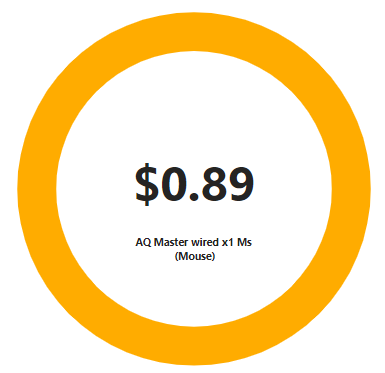 $0.89
AQ Master wired x1 Ms
(Mouse)